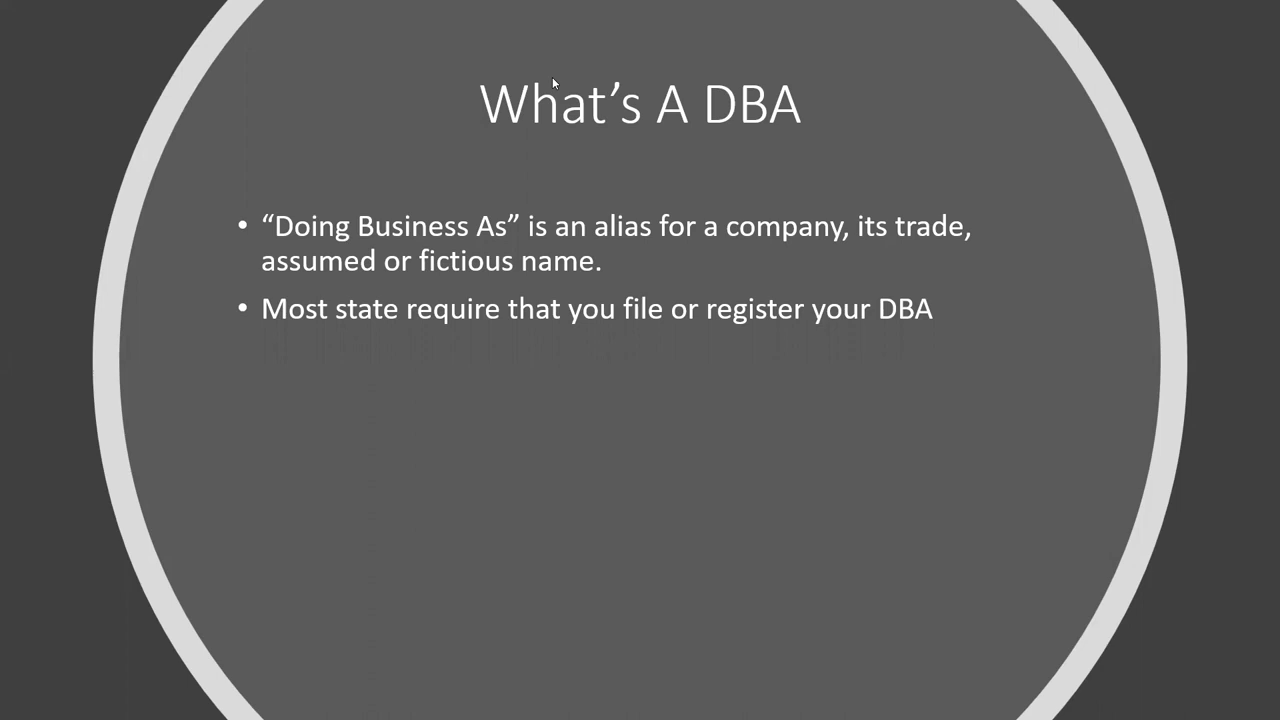 What’s A DBA
• “Doing Business As” is an alias for a company, its trade,
assumed or fictious name.
• Most state require that you file or register your DBA